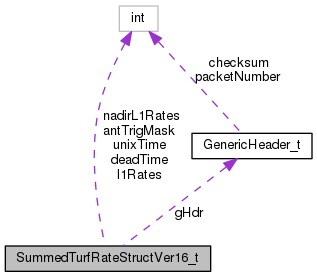 int
checksum
packetNumber
nadirL1Rates
antTrigMask
unixTime
deadTime
l1Rates
GenericHeader_t
gHdr
SummedTurfRateStructVer16_t